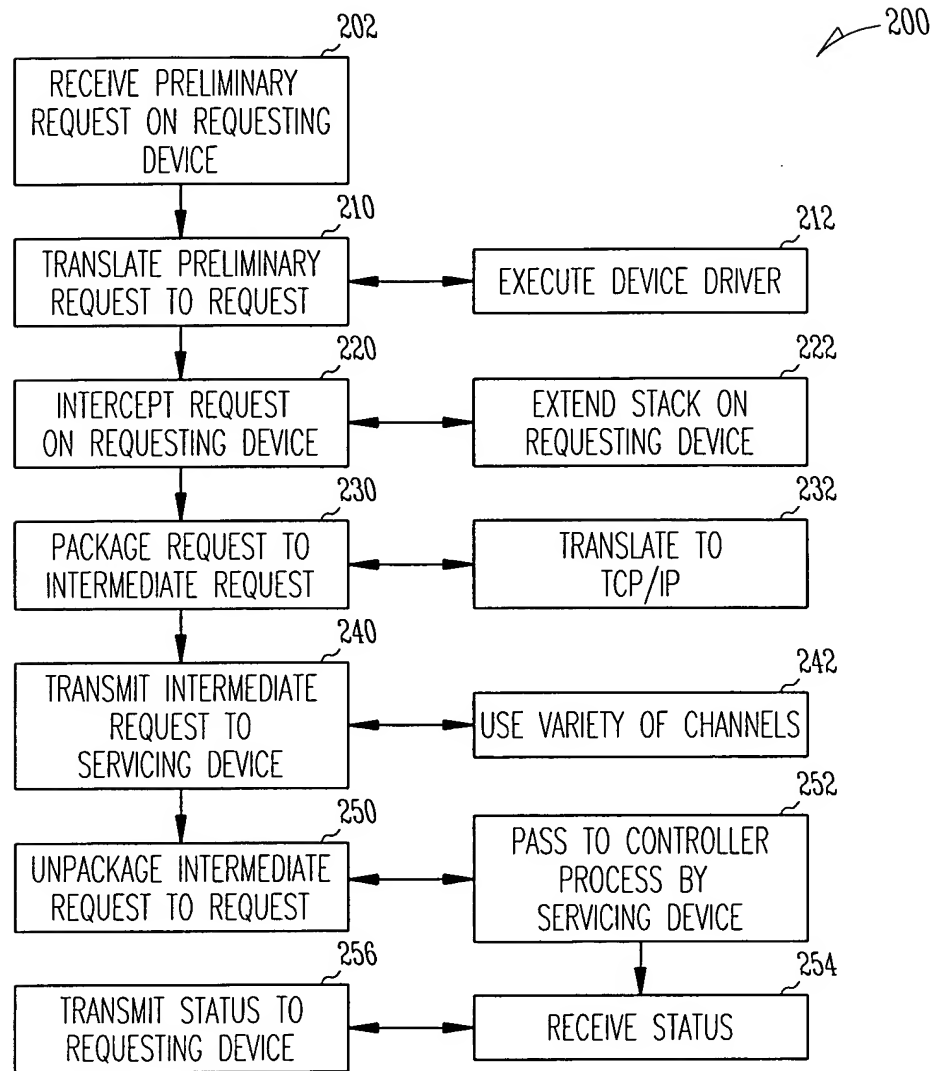 200
202
RECEIVE PRELIMINARY
REQUEST ON REQUESTING
DEVICE
210
TRANSLATE PRELIMINARY
REQUEST TO REQUEST
212
EXECUTE DEVICE DRIVER
220
INTERCEPT REQUEST
ON REQUESTING DEVICE
222
EXTEND STACK ON
REQUESTING DEVICE
230
PACKAGE REQUEST TO
INTERMEDIATE REQUEST
232
TRANSLATE TO
TCP/IP
240
TRANSMIT INTERMEDIATE
REQUEST TO
SERVICING DEVICE
242
USE VARIETY OF CHANNELS
250
UNPACKAGE INTERMEDIATE
REQUEST TO REQUEST
252
PASS TO CONTROLLER
PROCESS BY
SERVICING DEVICE
256
TRANSMIT STATUS TO
REQUESTING DEVICE
254
RECEIVE STATUS